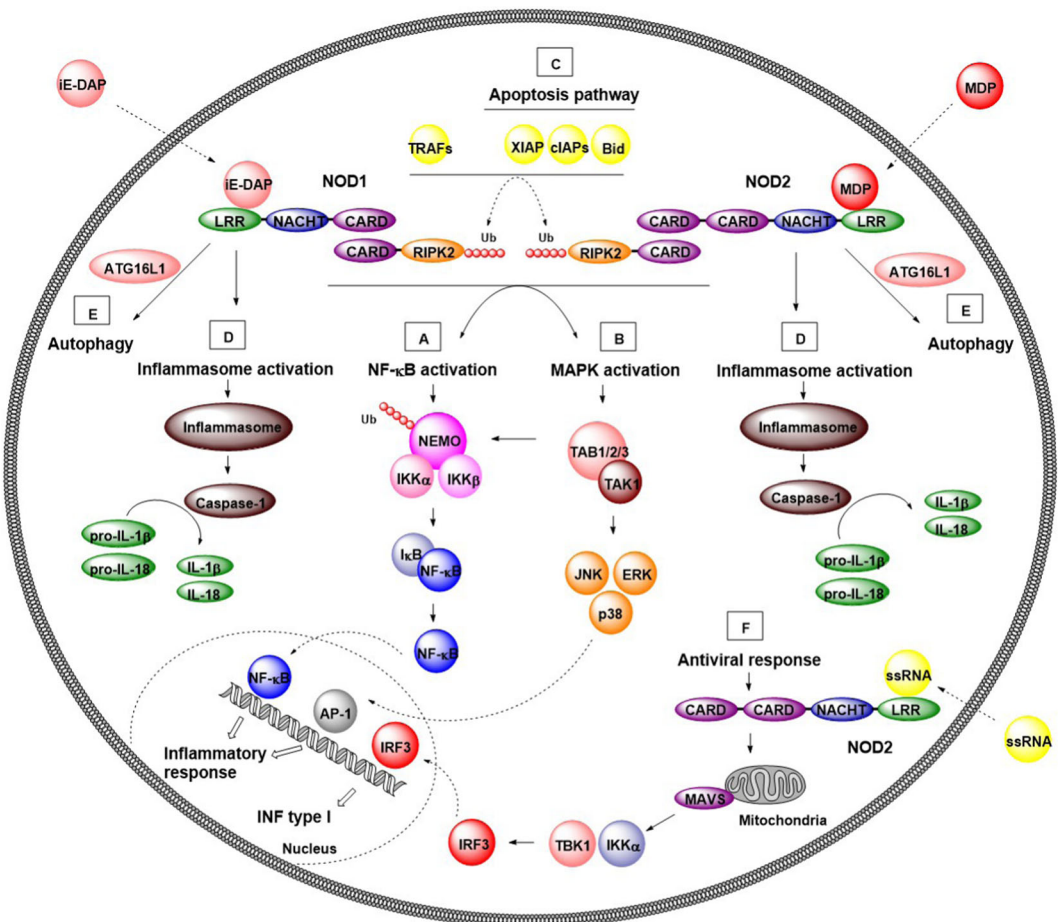 C
Apoptosis pathway
iE-DAP
MDP
TRAFs
XIAP
cIAPs
Bid
iE-DAP
NOD1
NOD2
MDP
LRR
NACHT
CARD
CARD
CARD
NACHT
LRR
Ub
Ub
CARD
RIPK2
RIPK2
CARD
ATG16L1
ATG16L1
E
Autophagy
D
Inflammasome activation
A
NF-κB activation
B
MAPK activation
D
Inflammasome activation
E
Autophagy
Inflammasome
Caspase-1
pro-IL-1β
pro-IL-18
IL-1β
IL-18
Ub
NEMO
IKKα
IKKβ
IκB
NF-κB
NF-κB
TAB1/2/3
TAK1
JNK
ERK
p38
Inflammasome
Caspase-1
IL-1β
IL-18
pro-IL-1β
pro-IL-18
F
Antiviral response
ssRNA
CARD
CARD
NACHT
LRR
NOD2
ssRNA
MAVS
Mitochondria
TBK1
IKKα
IRF3
NF-κB
AP-1
IRF3
Inflammatory
response
INF type I
Nucleus